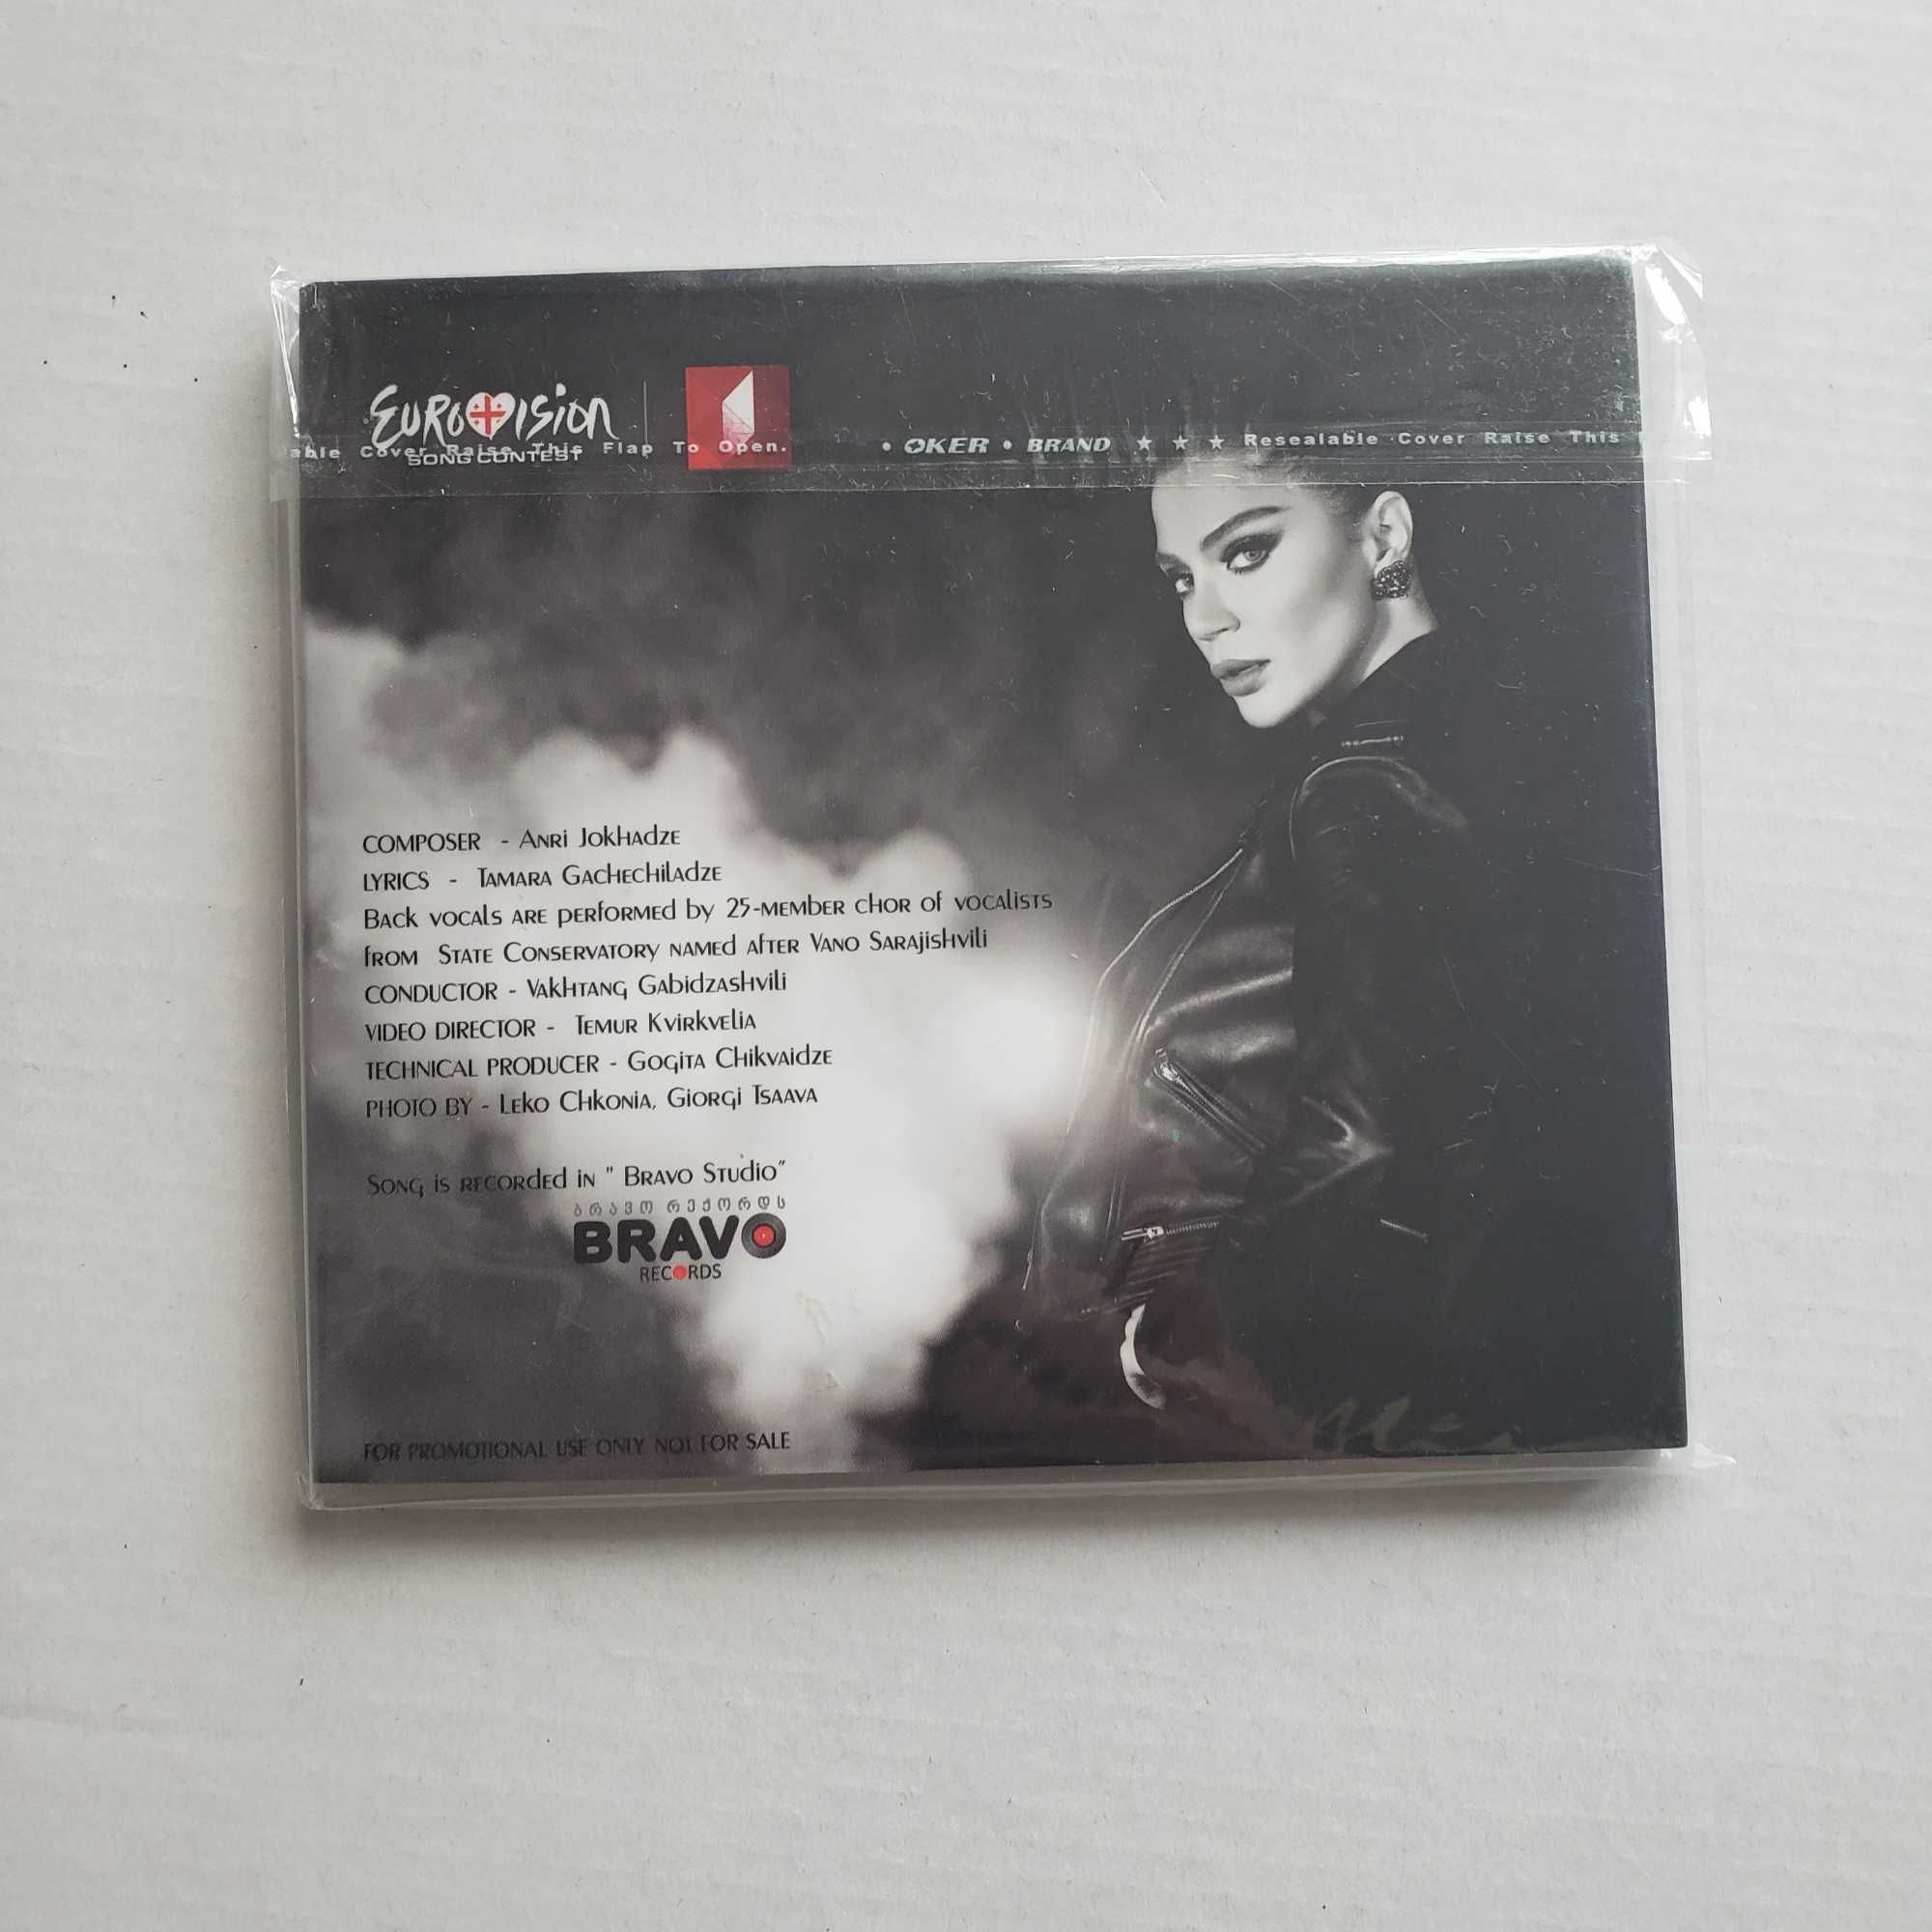 EUROVISION
SONG CONTEST
able Cover Raise This Flap To Open. • OKER • BRAND ★ ★ ★ Resealable Cover Raise This
COMPOSER - ANRI JOKHADZE
LYRICS - TAMARA GACHECHILADZE
BACK VOCALS ARE PERFORMED BY 25-MEMBER CHOR OF VOCALISTS
FROM STATE CONSERVATORY NAMED AFTER VANO SARAJISHVILI
CONDUCTOR - VAKHTANG GABIDZASHVILI
VIDEO DIRECTOR - TEMUR KVIRKVELIA
TECHNICAL PRODUCER - GOGITA CHIKVAIDZE
PHOTO BY - LEKO CHKONIA, GIORGI TSAAVA
SONG IS RECORDED IN " BRAVO STUDIO"
ბრავო რექორდს
BRAVO
RECORDS
FOR PROMOTIONAL USE ONLY NOT FOR SALE